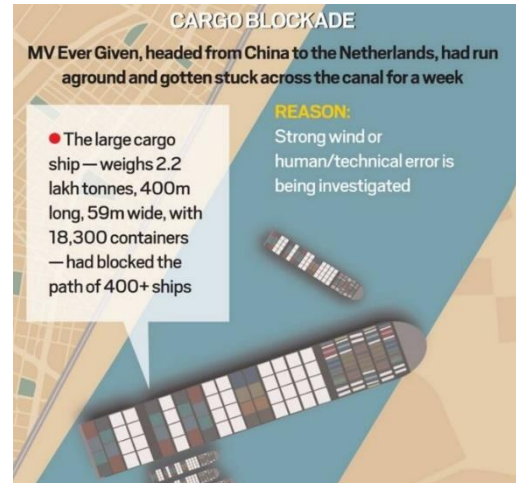 CARGO BLOCKADE
MV Ever Given, headed from China to the Netherlands, had run
aground and gotten stuck across the canal for a week
● The large cargo
ship — weighs 2.2
lakh tonnes, 400m
long, 59m wide, with
18,300 containers
— had blocked the
path of 400+ ships
REASON:
Strong wind or
human/technical error is
being investigated